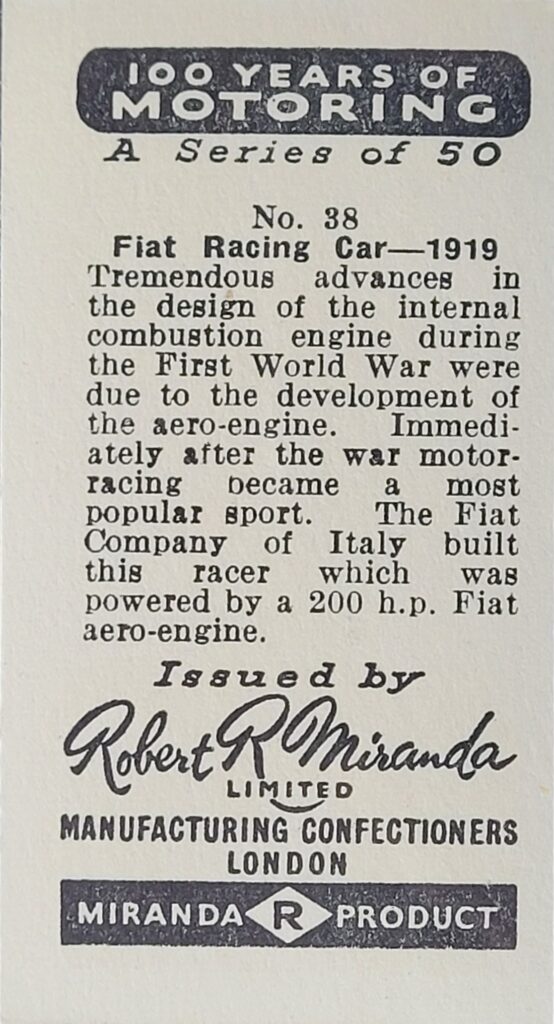 100 YEARS OF
MOTORING
A Series of 50
No. 38
Fiat Racing Car—1919
Tremendous advances in
the design of the internal
combustion engine during
the First World War were
due to the development of
the aero-engine. Immedi-
ately after the war motor-
racing became a most
popular sport. The Fiat
Company of Italy built
this racer which was
powered by a 200 h.p. Fiat
aero-engine.
Issued by
Robert R Miranda
LIMITED
MANUFACTURING CONFECTIONERS
LONDON
MIRANDA R PRODUCT